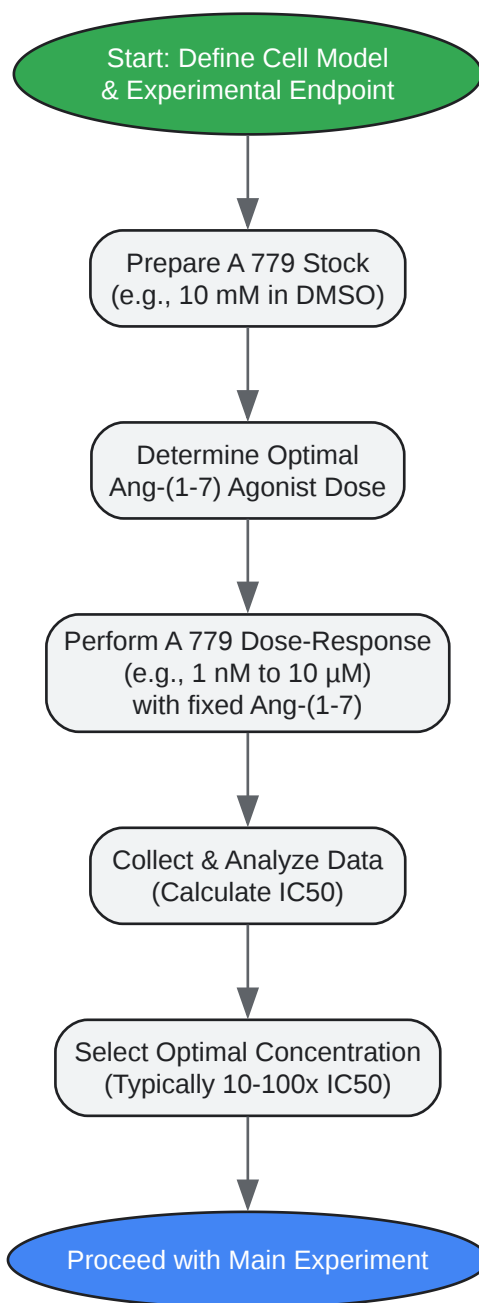 Start: Define Cell Model
& Experimental Endpoint
Prepare A 779 Stock
(e.g., 10 mM in DMSO)
Determine Optimal
Ang-(1-7) Agonist Dose
Perform A 779 Dose-Response
(e.g., 1 nM to 10 µM)
with fixed Ang-(1-7)
Collect & Analyze Data
(Calculate IC50)
Select Optimal Concentration
(Typically 10-100x IC50)
Proceed with Main Experiment